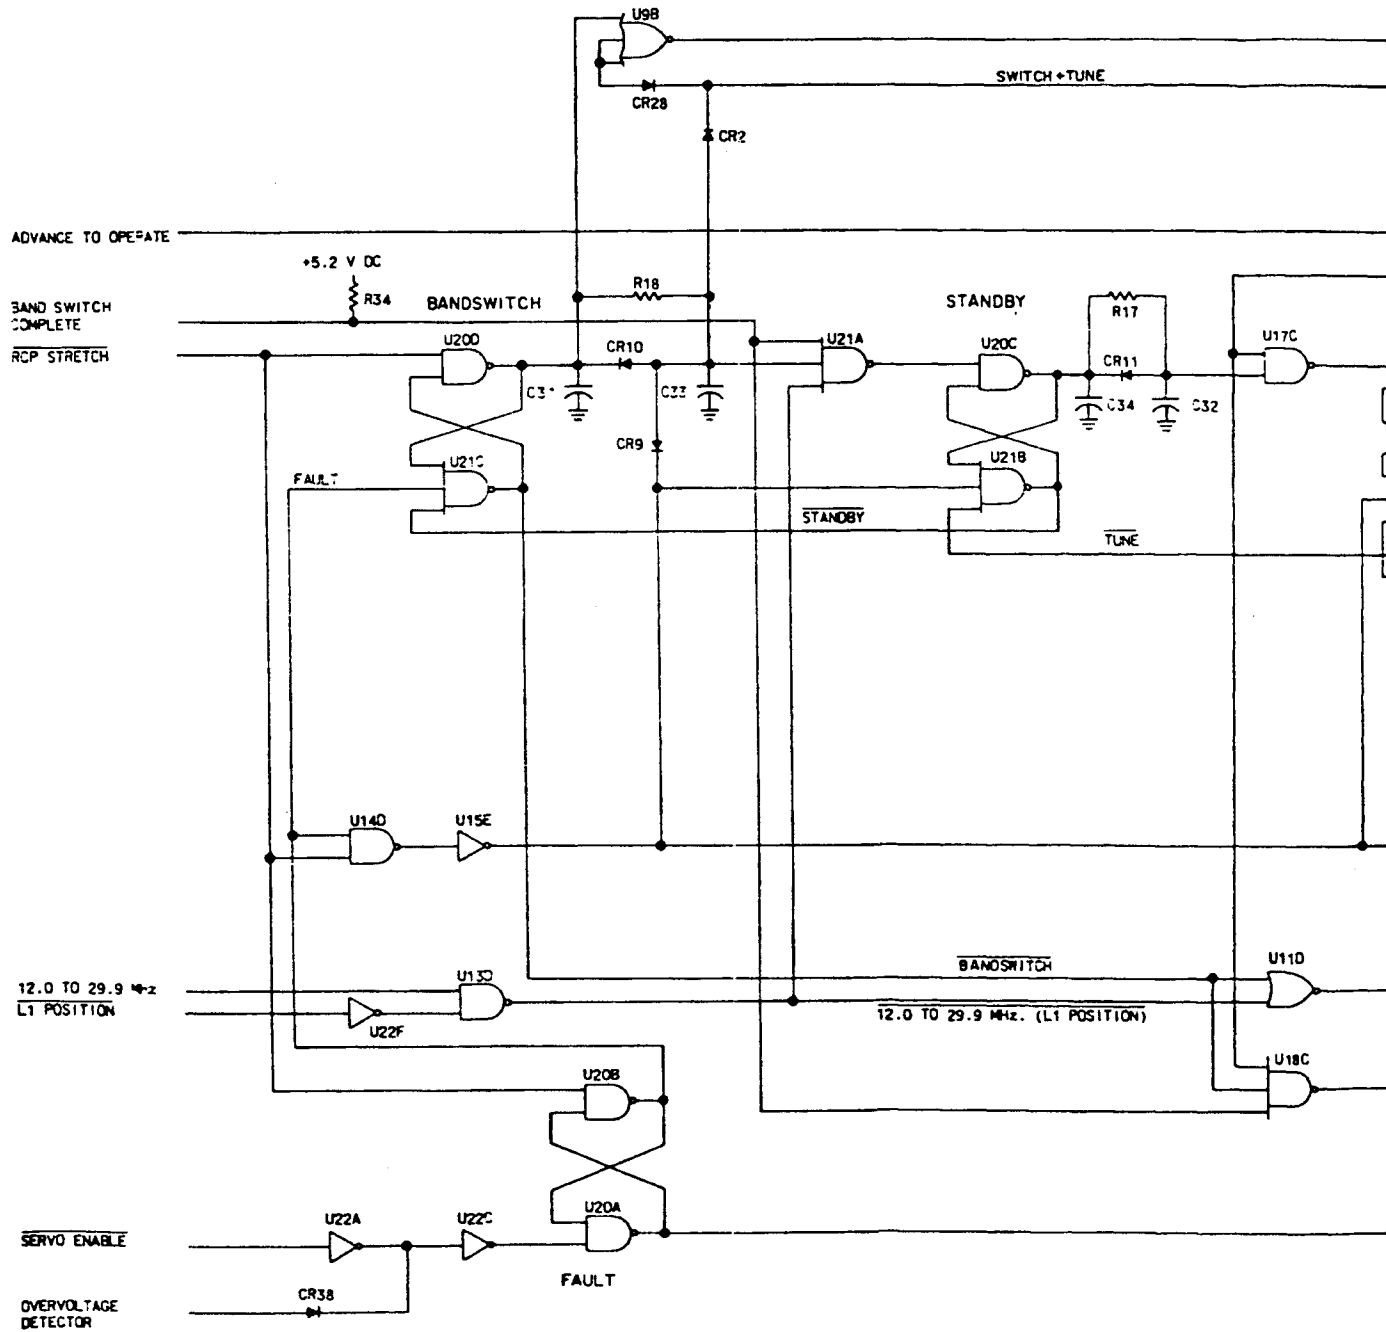 U9B
SWITCH+TUNE
CR28
CR2
ADVANCE TO OPERATE
+5.2 V DC
R34
BAND SWITCH
COMPLETE
RCP STRETCH
BANDSWITCH
R18
STANDBY
R17
U20D
CR10
U21A
U20C
CR11
U17C
C33
C34
C32
CR9
U21C
U21B
FAULT
STANDBY
TUNE
U14D
U15E
BANDSWITCH
U11D
12.0 TO 29.9 MHz
L1 POSITION
U13D
U22F
12.0 TO 29.9 MHz. (L1 POSITION)
U18C
U20B
U20A
U22A
U22C
SERVO ENABLE
FAULT
CR38
OVERVOLTAGE
DETECTOR